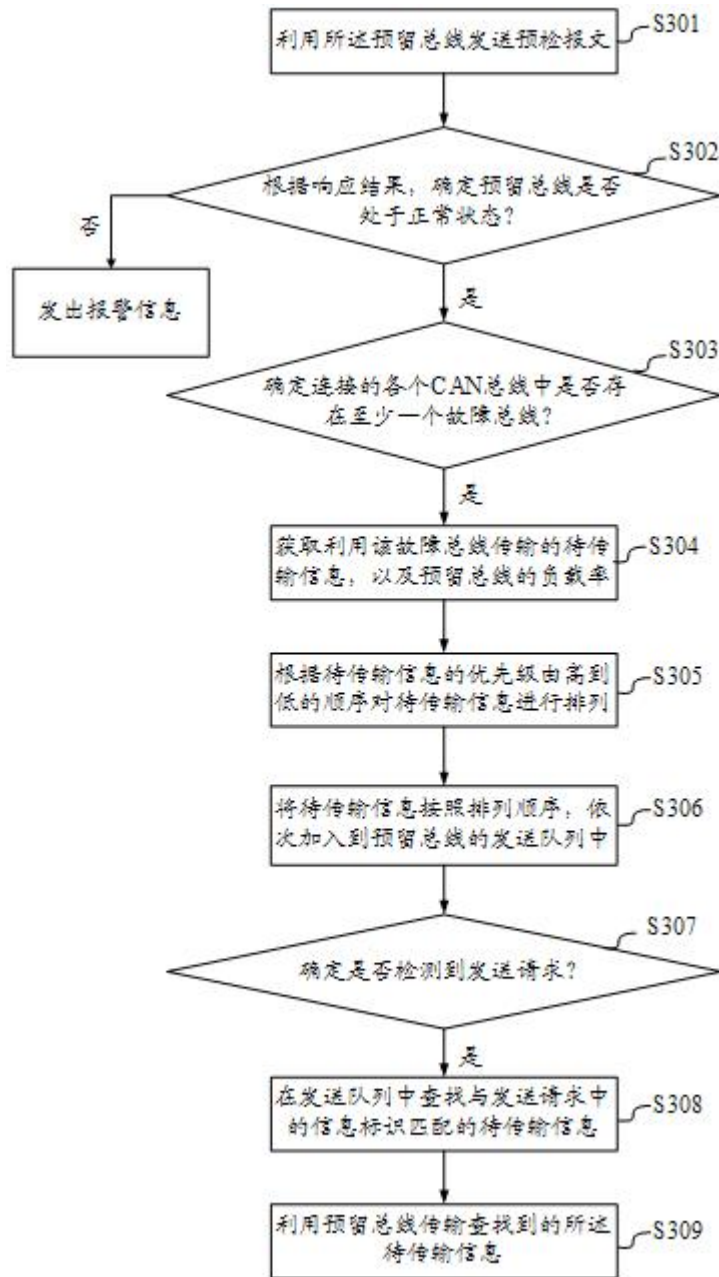 利用所述预留总线发送预检报文
S301
S302
根据响应结果，确定预留总线是否
处于正常状态？
否
发出报警信息
是
S303
确定连接的各个CAN总线中是否存
在至少一个故障总线？
是
获取利用该故障总线传输的待传
输信息，以及预留总线的负载率
S304
根据待传输信息的优先级由高到
低的顺序对待传输信息进行排列
S305
将待传输信息按照排列顺序，依
次加入到预留总线的发送队列中
S306
S307
确定是否检测到发送请求？
是
在发送队列中查找与发送请求中
的信息标识匹配的待传输信息
S308
利用预留总线传输查找到的所述
待传输信息
S309